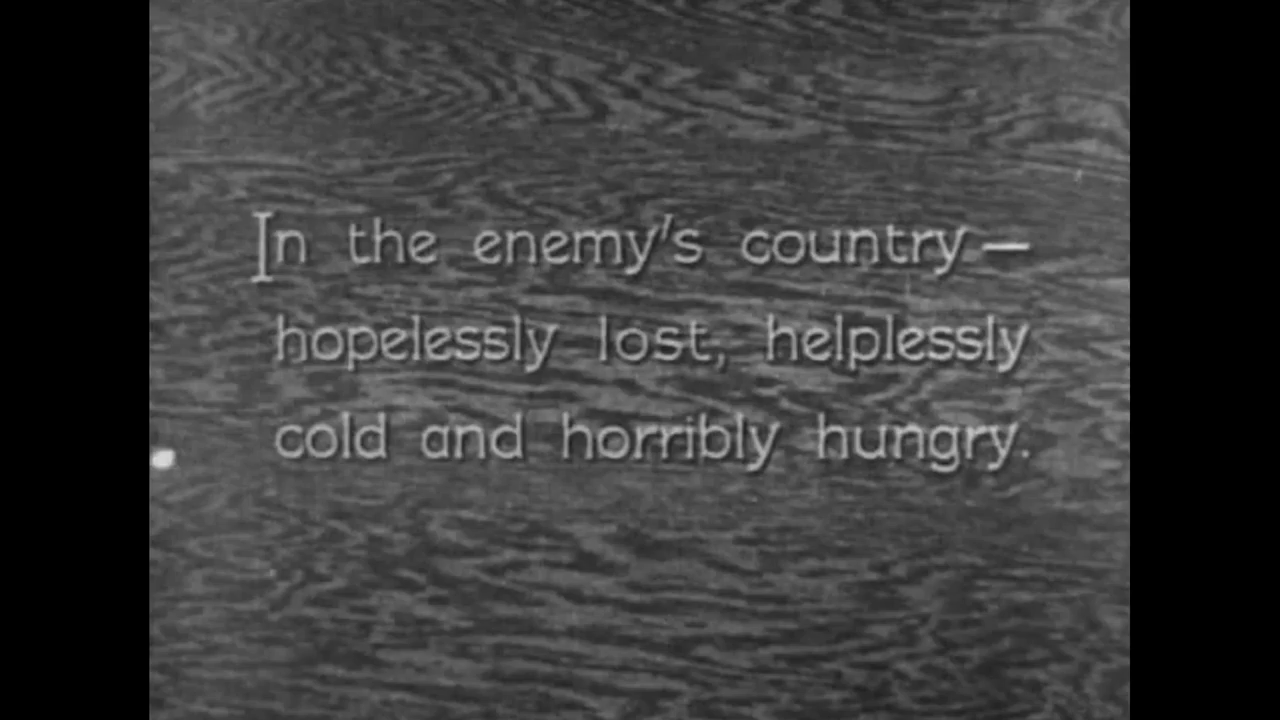 In the enemy's country —
hopelessly lost, helplessly
cold and horribly hungry.